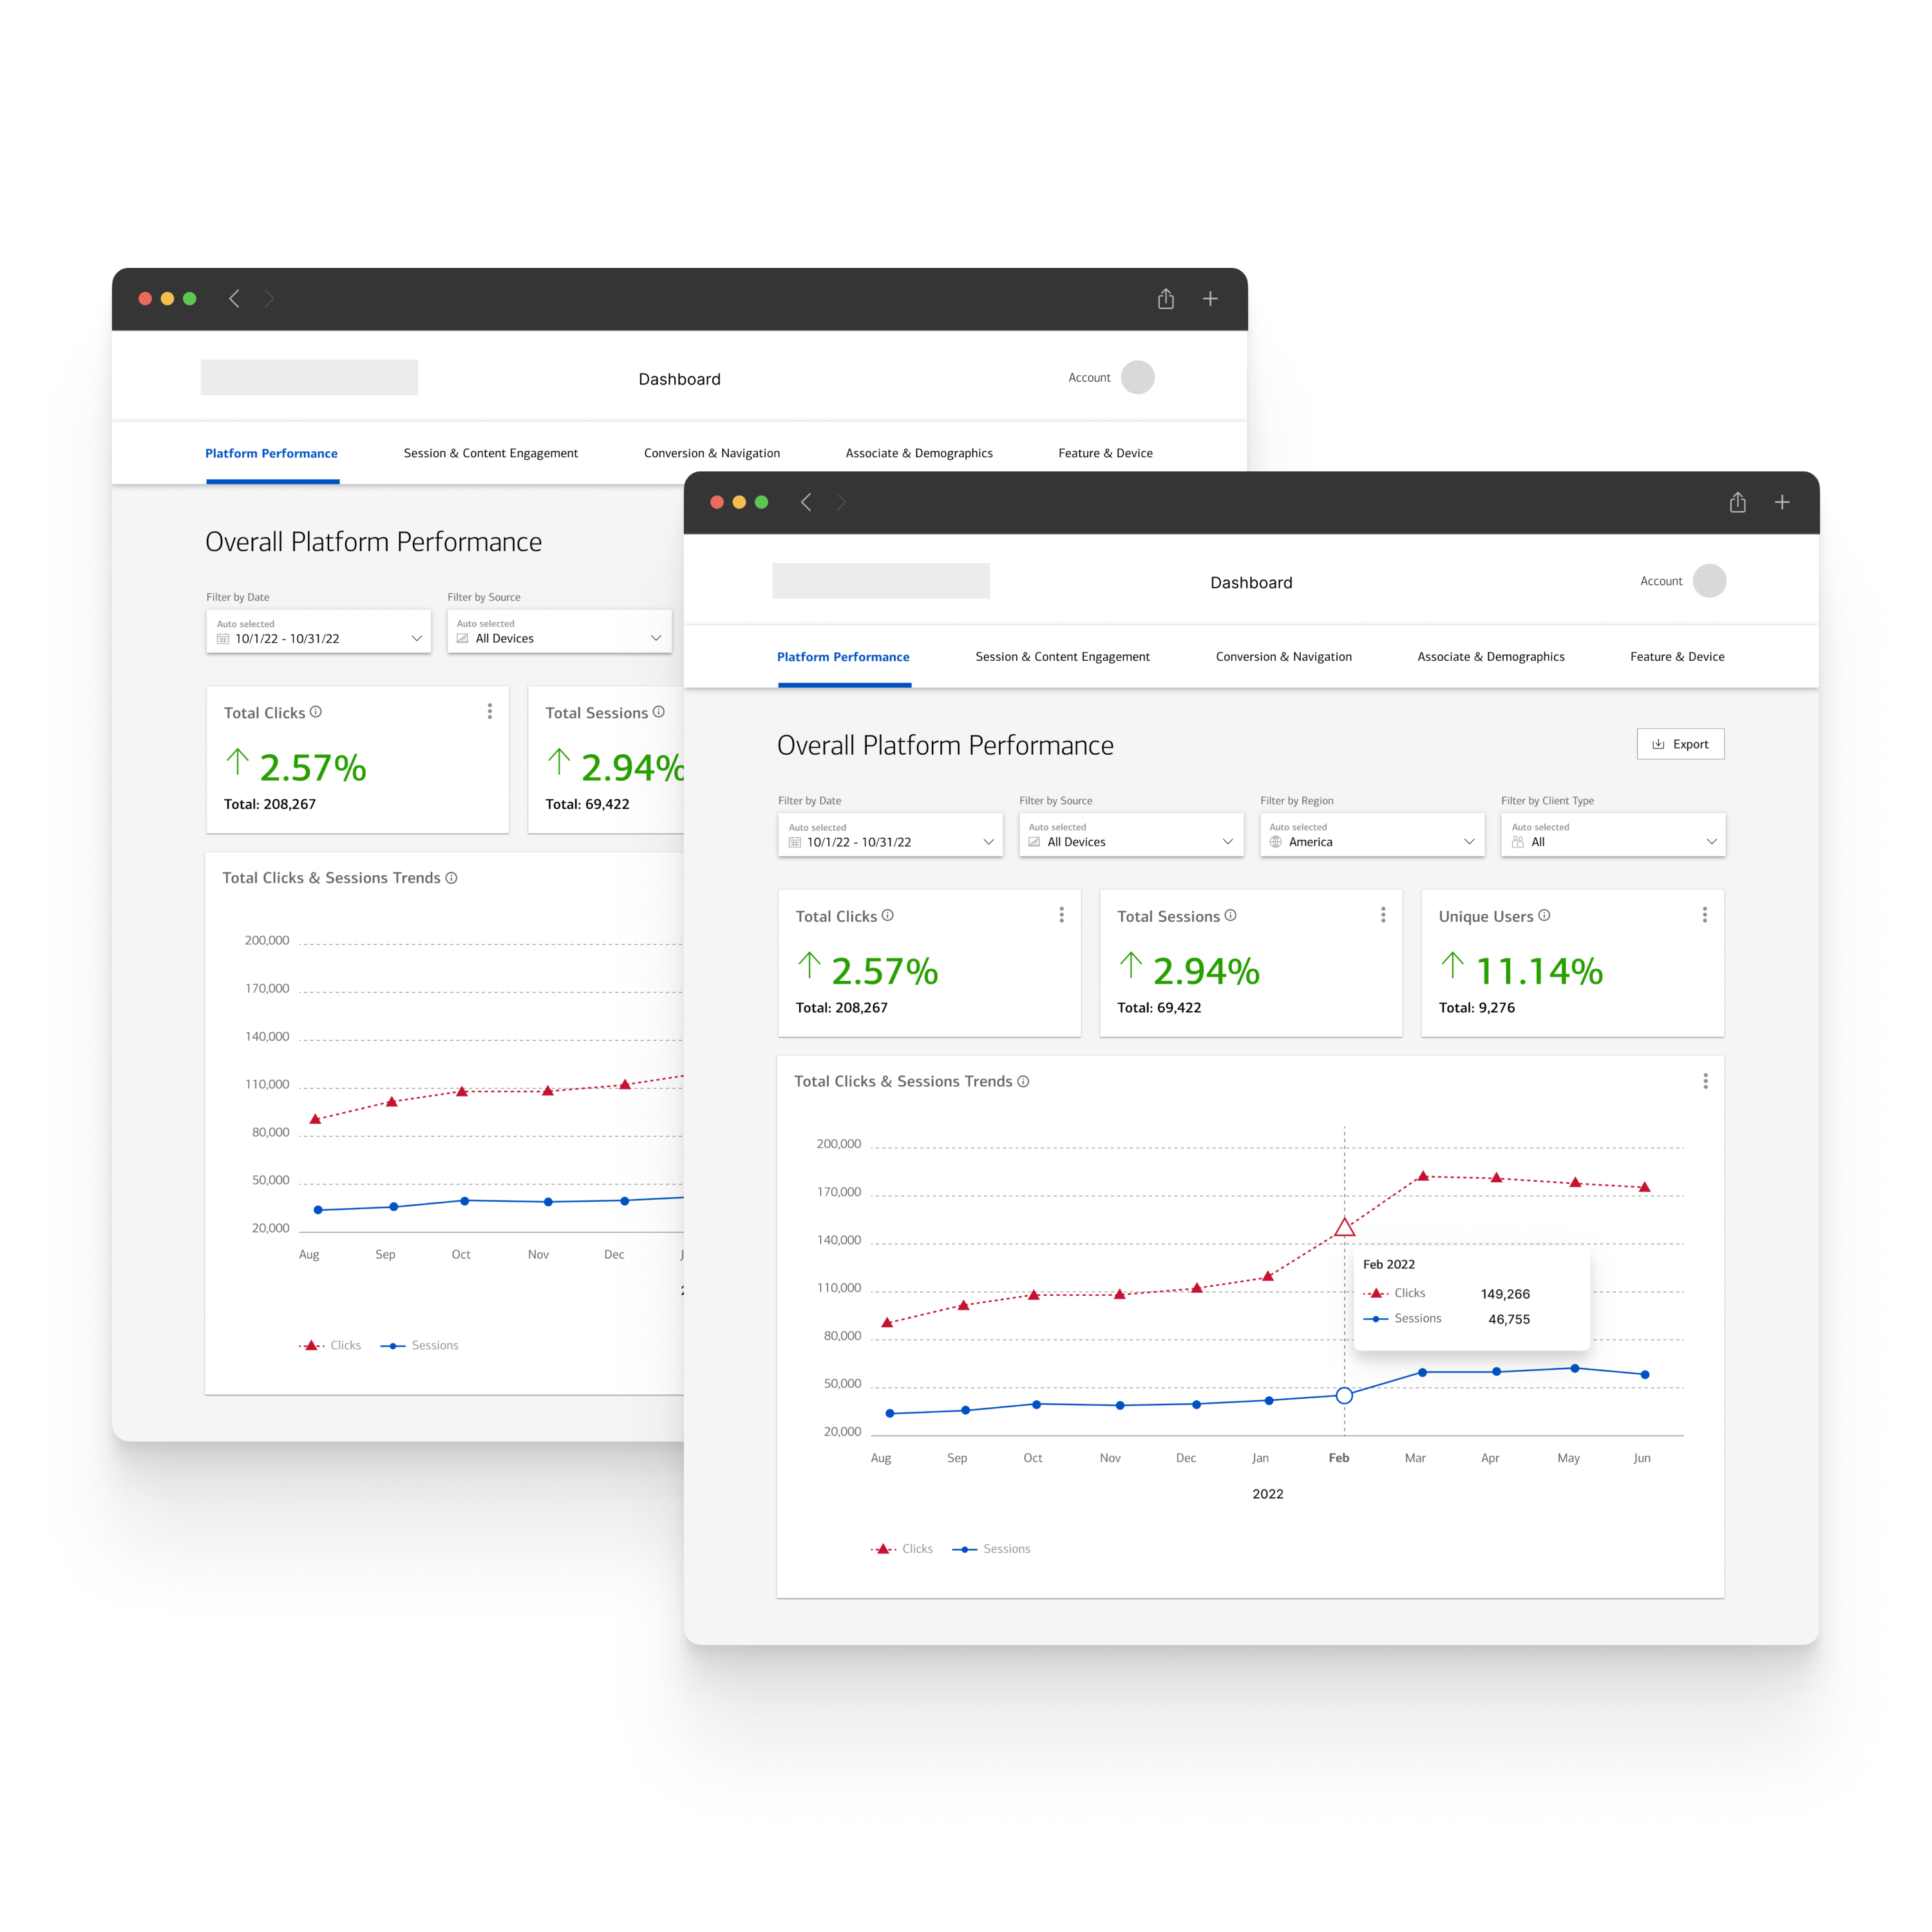 Dashboard
Account
Platform Performance
Session & Content Engagement
Conversion & Navigation
Associate & Demographics
Feature & Device
Overall Platform Performance
Filter by Date
Filter by Source
Auto selected
10/1/22 - 10/31/22
Auto selected
All Devices
Total Clicks
2.57%
Total: 208,267
Total Sessions
2.94%
Total: 69,422
Total Clicks & Sessions Trends
200,000
170,000
140,000
110,000
80,000
50,000
20,000
Aug Sep Oct Nov Dec
Clicks Sessions
Dashboard
Account
Platform Performance
Session & Content Engagement
Conversion & Navigation
Associate & Demographics
Feature & Device
Overall Platform Performance
Export
Filter by Date
Filter by Source
Filter by Region
Filter by Client Type
Auto selected
10/1/22 - 10/31/22
Auto selected
All Devices
Auto selected
America
Auto selected
All
Total Clicks
2.57%
Total: 208,267
Total Sessions
2.94%
Total: 69,422
Unique Users
11.14%
Total: 9,276
Total Clicks & Sessions Trends
200,000
170,000
140,000
110,000
80,000
50,000
20,000
Feb 2022
Clicks 149,266
Sessions 46,755
Aug Sep Oct Nov Dec Jan Feb Mar Apr May Jun
2022
Clicks Sessions